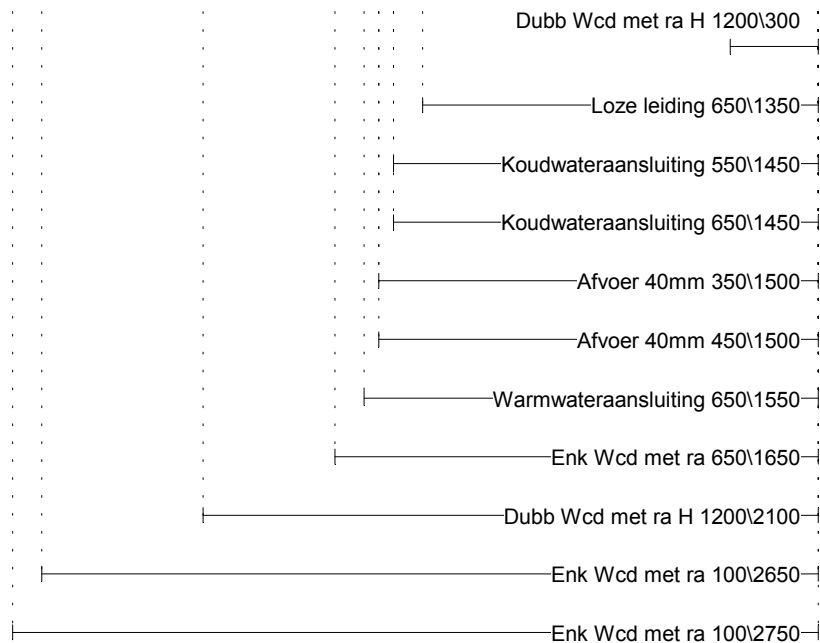 Dubb Wcd met ra H 1200\300
Loze leiding 650\1350
Koudwateraansluiting 550\1450
Koudwateraansluiting 650\1450
Afvoer 40mm 350\1500
Afvoer 40mm 450\1500
Warmwateraansluiting 650\1550
Enk Wcd met ra 650\1650
Dubb Wcd met ra H 1200\2100
Enk Wcd met ra 100\2650
Enk Wcd met ra 100\2750